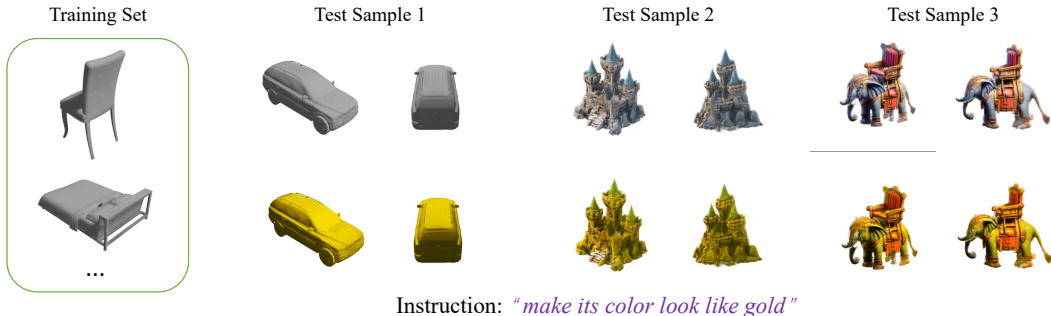 Training Set
Test Sample 1
Test Sample 2
Test Sample 3
...
Instruction: “make its color look like gold”